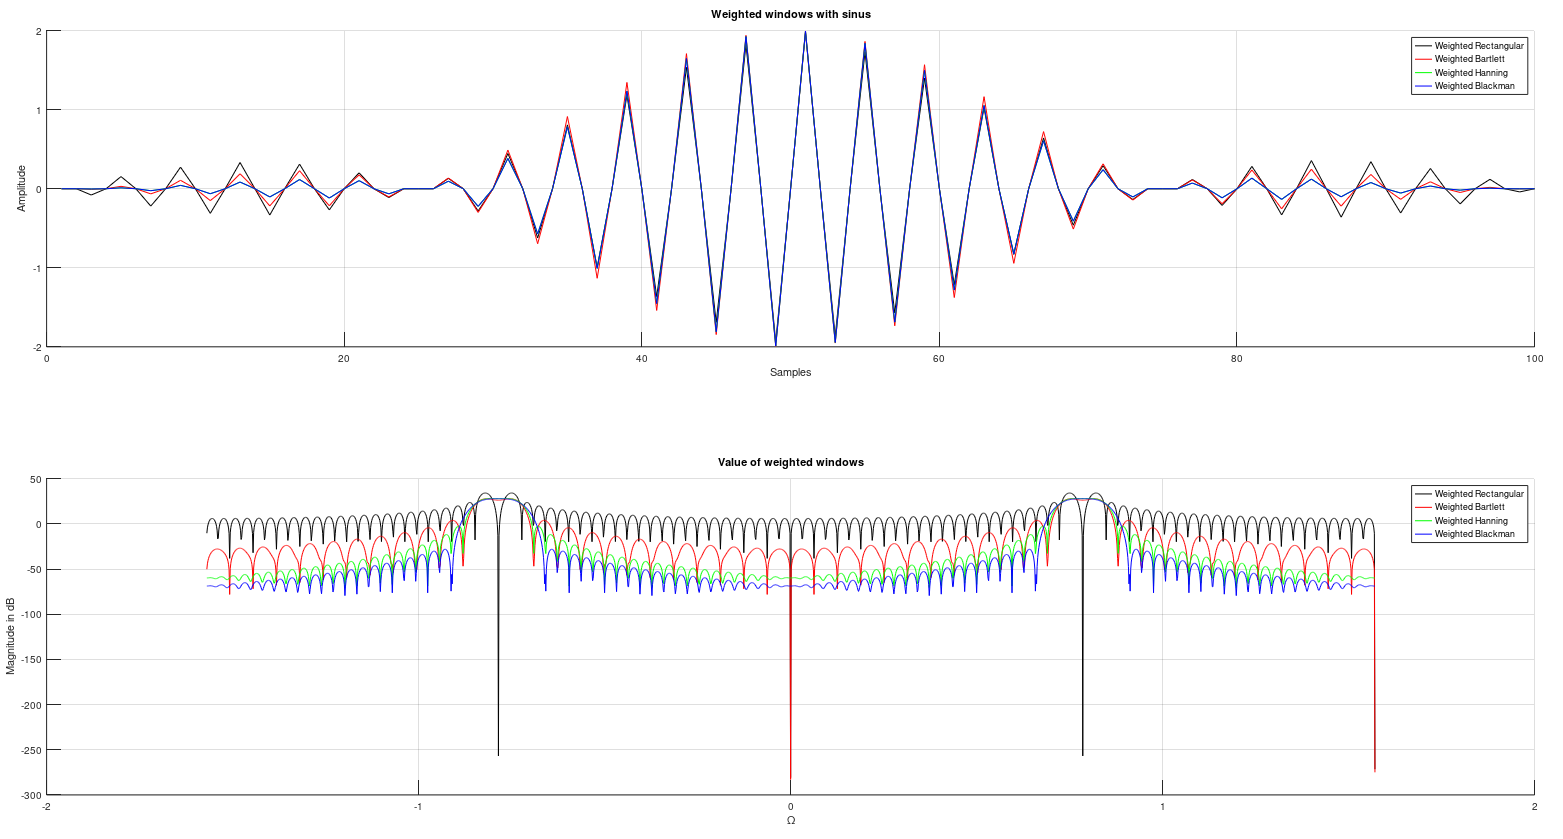 Weighted windows with sinus
2
1
0
-1
-2
Amplitude
Weighted Rectangular
Weighted Bartlett
Weighted Hanning
Weighted Blackman
0 20 40 60 80 100
Samples
Value of weighted windows
50
0
-50
-100
-150
-200
-250
-300
Magnitude in dB
Weighted Rectangular
Weighted Bartlett
Weighted Hanning
Weighted Blackman
-2 -1 0 1 2
Ω